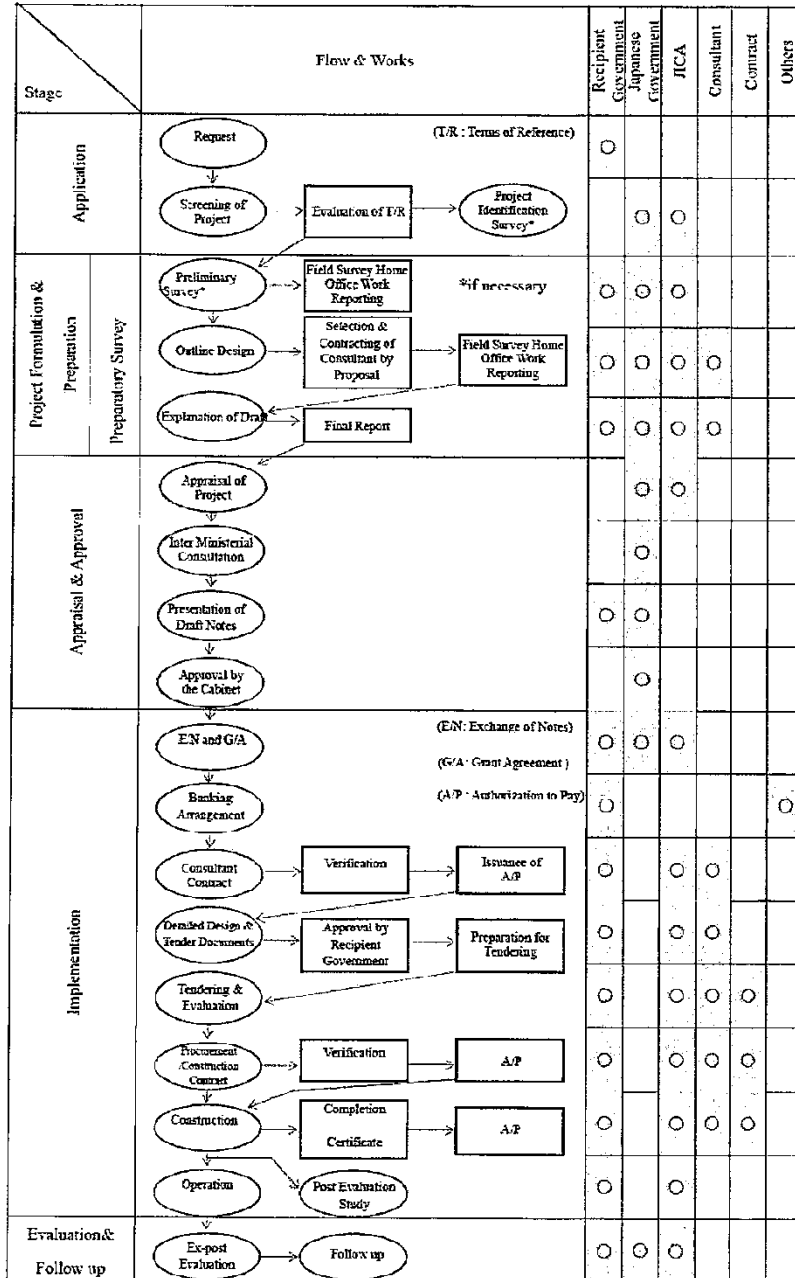 Stage
Flow & Works
Recipient
Government
Japanese
Government
JICA
Consultant
Contract
Others
Application
Request
(T/R : Terms of Reference)
Screening of
Project
Evaluation of T/R
Project
Identification
Survey*
Project Formulation &
Preparation
Preparatory Survey
Preliminary
Survey*
Field Survey Home
Office Work
Reporting
*if necessary
Outline Design
Selection &
Contracting of
Consultant by
Proposal
Field Survey Home
Office Work
Reporting
Explanation of Draft
Final Report
Appraisal & Approval
Appraisal of
Project
Inter Ministerial
Consultation
Presentation of
Draft Notes
Approval by
the Cabinet
Implementation
E/N and G/A
(E/N: Exchange of Notes)
(G/A : Grant Agreement )
(A/P : Authorization to Pay)
Banking
Arrangement
Consultant
Contract
Verification
Issuance of
A/P
Detailed Design &
Tender Documents
Approval by
Recipient
Government
Preparation for
Tendering
Tendering &
Evaluation
Procurement
/Construction
Contract
Verification
A/P
Construction
Completion
Certificate
A/P
Operation
Post Evaluation
Study
Evaluation&
Follow up
Ex-post
Evaluation
Follow up